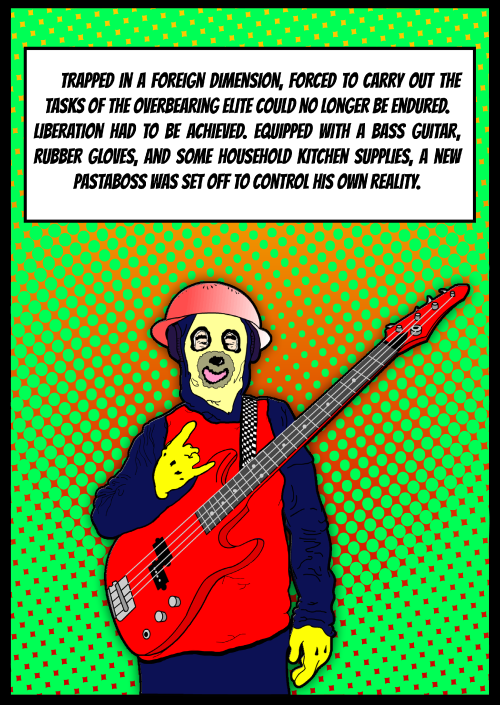 TRAPPED IN A FOREIGN DIMENSION, FORCED TO CARRY OUT THE
TASKS OF THE OVERBEARING ELITE COULD NO LONGER BE ENDURED.
LIBERATION HAD TO BE ACHIEVED. EQUIPPED WITH A BASS GUITAR,
RUBBER GLOVES, AND SOME HOUSEHOLD KITCHEN SUPPLIES, A NEW
PASTABOSS WAS SET OFF TO CONTROL HIS OWN REALITY.